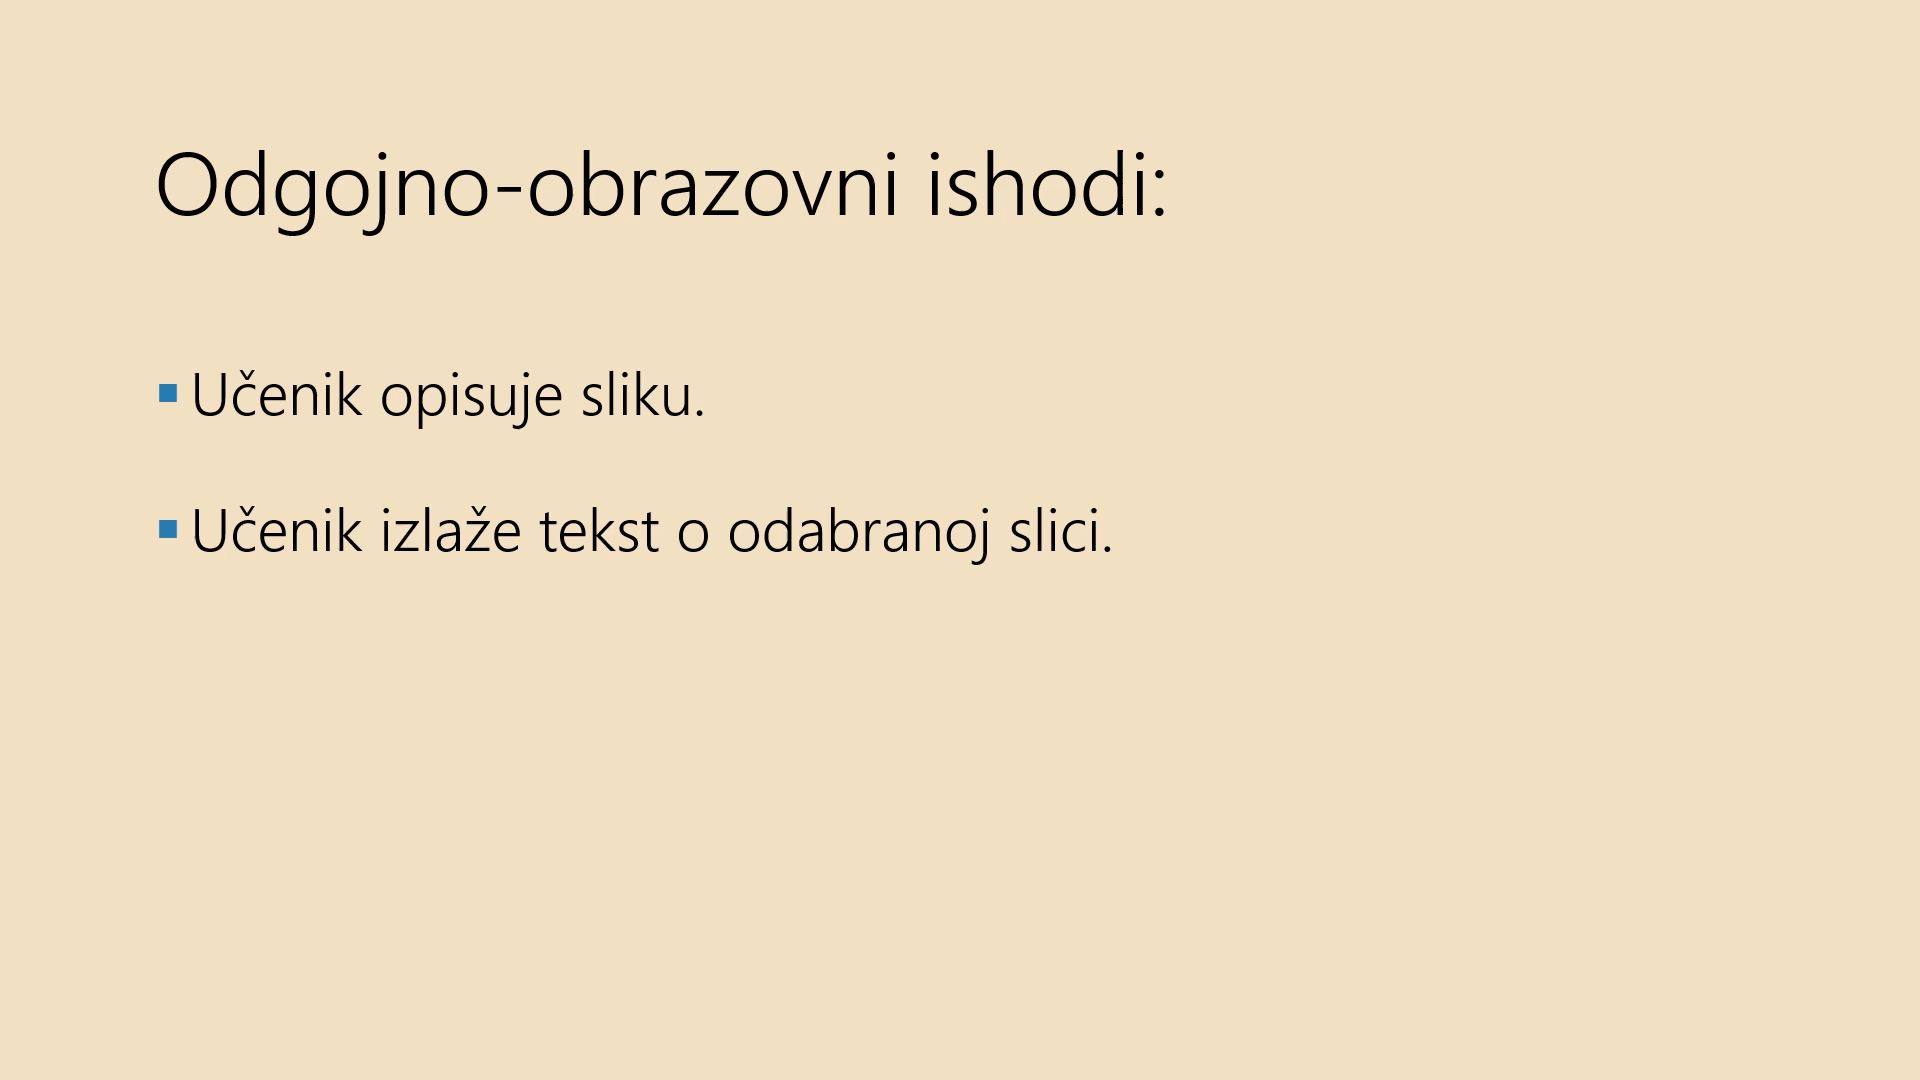 Odgojno-obrazovni ishodi:
▪ Učenik opisuje sliku.
▪ Učenik izlaže tekst o odabranoj slici.